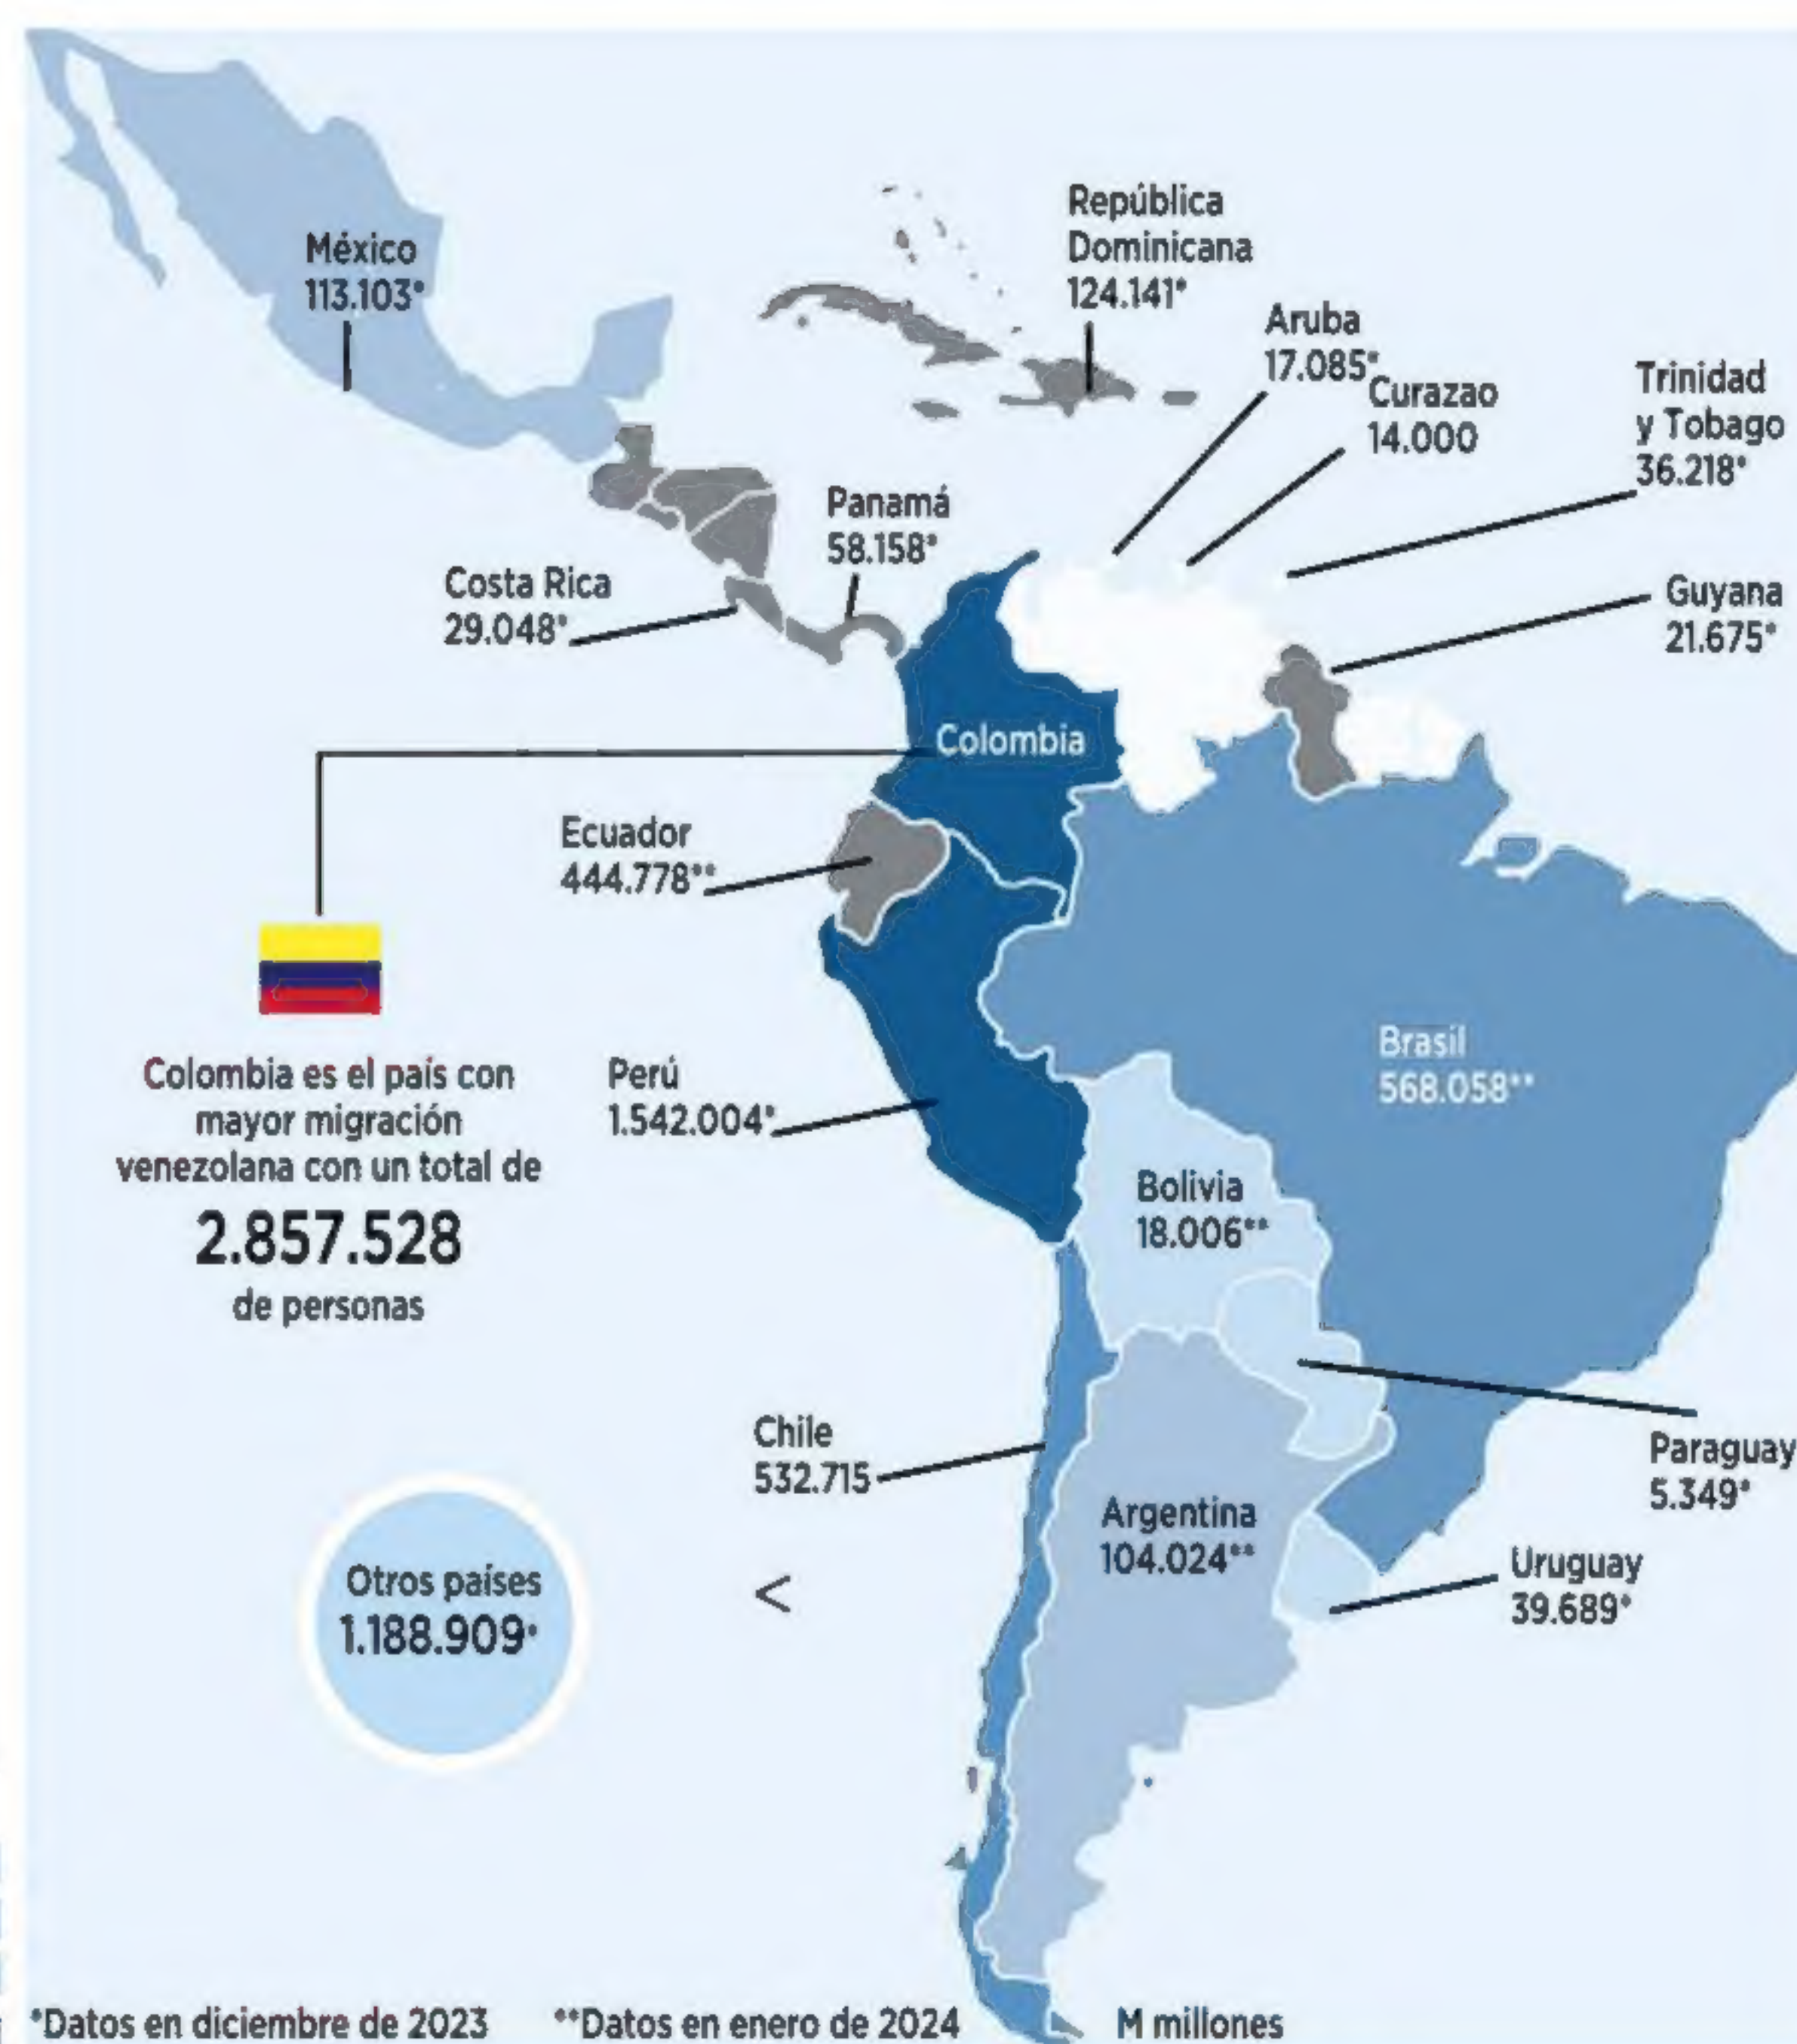 México
113.103*
República
Dominicana
124.141*
Aruba
17.085*
Curazao
14.000
Trinidad
y Tobago
36.218*
Panamá
58.158*
Costa Rica
29.048*
Guyana
21.675*
Colombia
Ecuador
444.778**
Colombia es el país con
mayor migración
venezolana con un total de
2.857.528
de personas
Perú
1.542.004*
Brasil
568.058**
Bolivia
18.006**
Chile
532.715
Paraguay
5.349*
Argentina
104.024**
Uruguay
39.689*
Otros países
1.188.909*
<
*Datos en diciembre de 2023
**Datos en enero de 2024
M millones